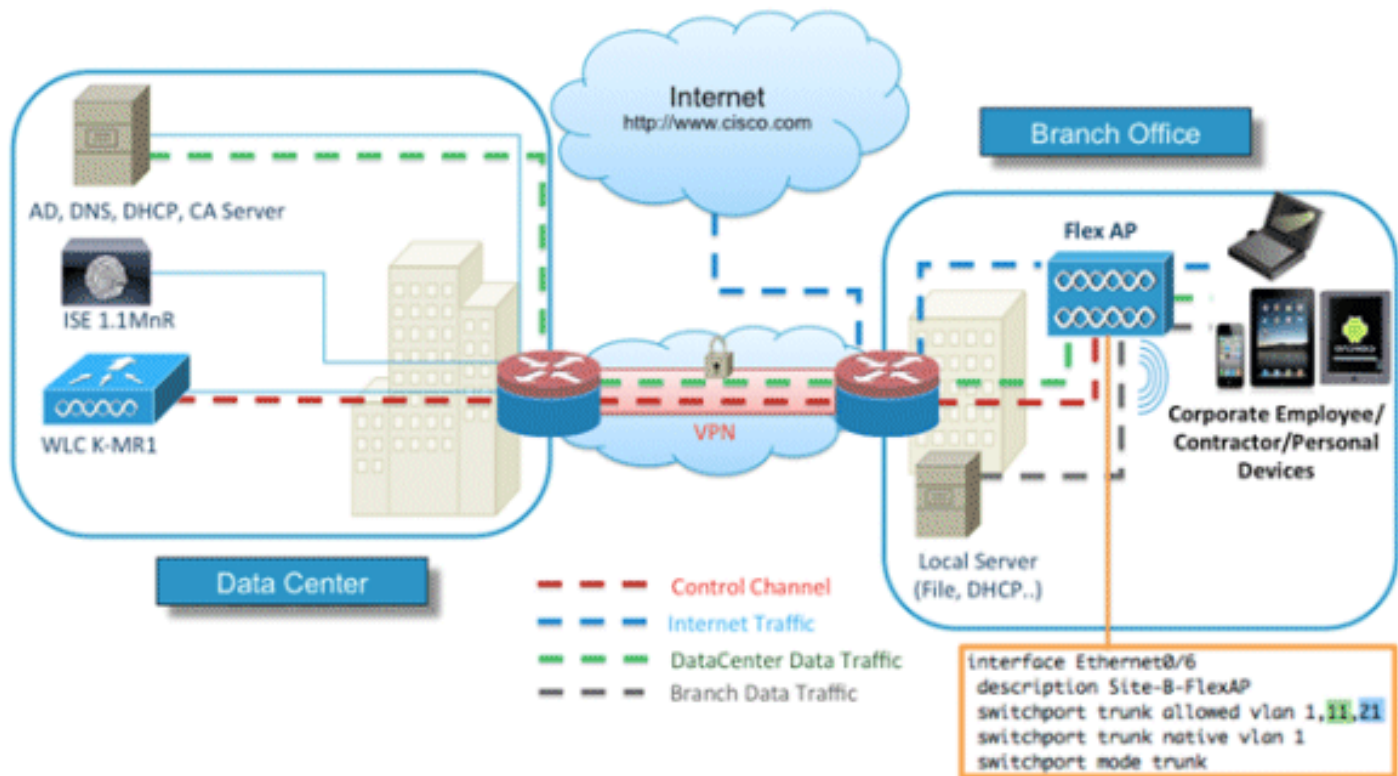 Internet
http://www.cisco.com
Branch Office
AD, DNS, DHCP, CA Server
ISE 1.1MnR
WLC K-MR1
VPN
Flex AP
Corporate Employee/
Contractor/Personal
Devices
Local Server
(File, DHCP..)
Data Center
Control Channel
Internet Traffic
DataCenter Data Traffic
Branch Data Traffic
interface Ethernet0/6
description Site-B-FlexAP
switchport trunk allowed vlan 1,11,21
switchport trunk native vlan 1
switchport mode trunk